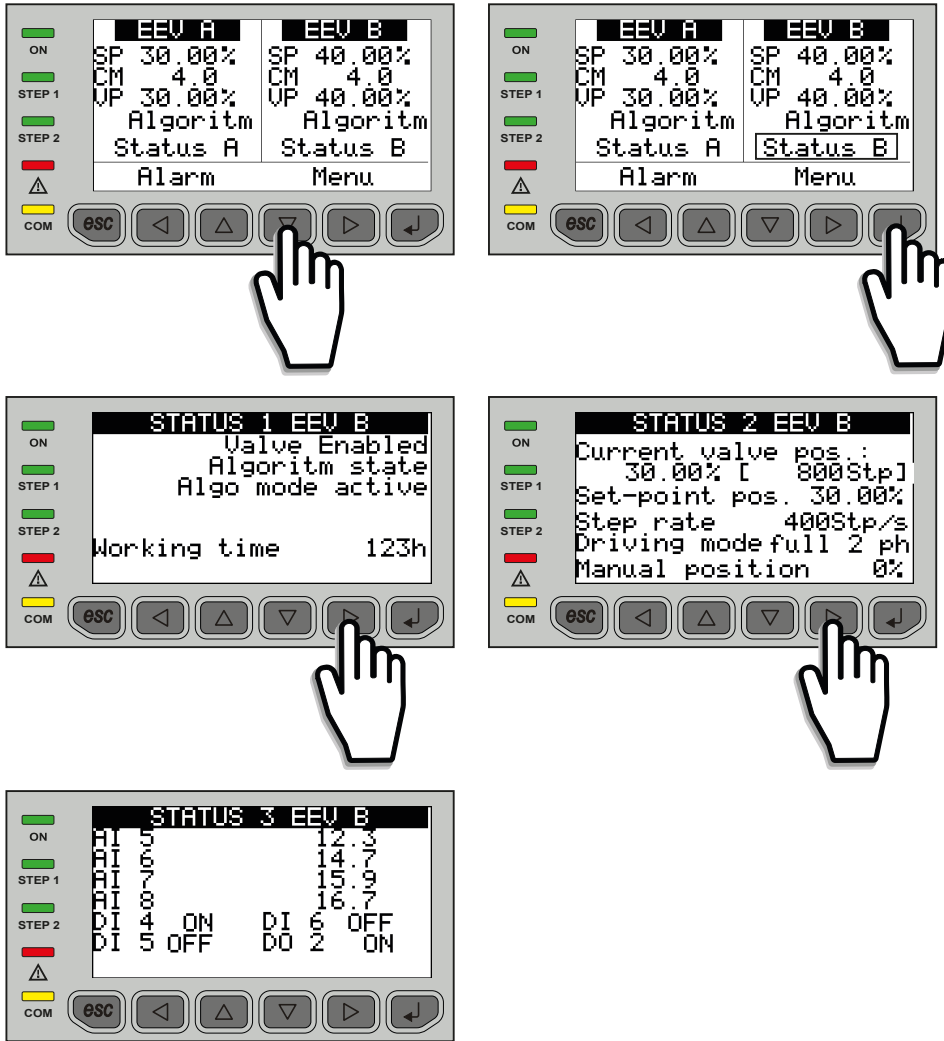 EEV A EEV B
ON
SP 30.00% SP 40.00%
CM 4.0 CM 4.0
STEP 1
VP 30.00% VP 40.00%
Algoritm Algoritm
STEP 2
Status A Status B
Alarm Menu
COM
esc
EEV A EEV B
ON
SP 30.00% SP 40.00%
CM 4.0 CM 4.0
STEP 1
VP 30.00% VP 40.00%
Algoritm Algoritm
STEP 2
Status A Status B
Alarm Menu
COM
esc
STATUS 1 EEV B
ON
Valve Enabled
Algoritm state
STEP 1
Algo mode active
STEP 2
Working time 123h
COM
esc
STATUS 2 EEV B
ON
Current valve pos.:
30.00% [ 800Stp]
STEP 1
Set-point pos. 30.00%
Step rate 400Stp/s
STEP 2
Driving mode full 2 ph
Manual position 0%
COM
esc
STATUS 3 EEV B
ON
AI 5 12.3
AI 6 14.7
STEP 1
AI 7 15.9
AI 8 16.7
STEP 2
DI 4 ON DI 6 OFF
DI 5 OFF DO 2 ON
COM
esc